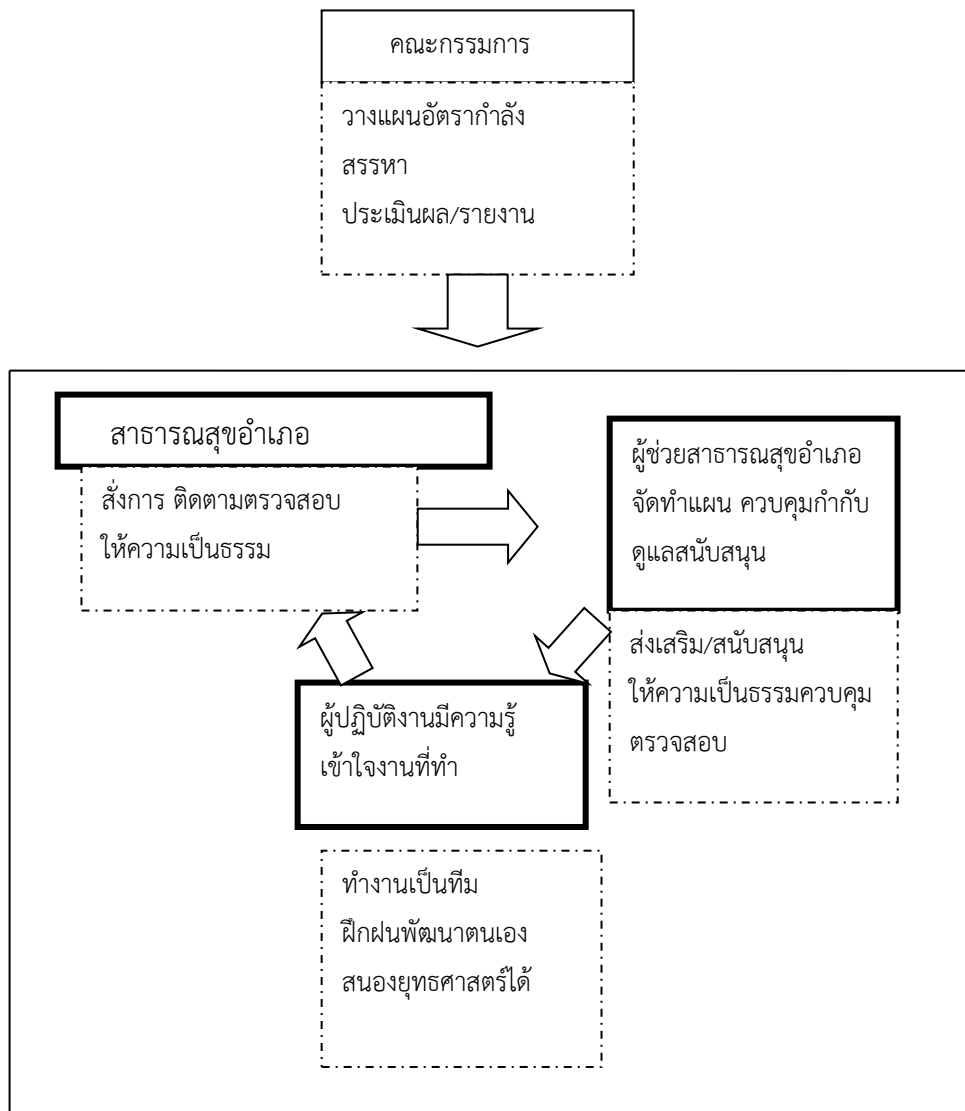 คณะกรรมการ
วางแผนอัตรากำลัง
สรรหา
ประเมินผล/รายงาน
สาธารณสุขอำเภอ
สั่งการ ติดตามตรวจสอบ
ให้ความเป็นธรรม
ผู้ช่วยสาธารณสุขอำเภอ
จัดทำแผน ควบคุมกำกับ
ดูแลสนับสนุน
ส่งเสริม/สนับสนุน
ให้ความเป็นธรรมควบคุม
ตรวจสอบ
ผู้ปฏิบัติงานมีความรู้
เข้าใจงานที่ทำ
ทำงานเป็นทีม
ฝึกฝนพัฒนาตนเอง
สนองยุทธศาสตร์ได้